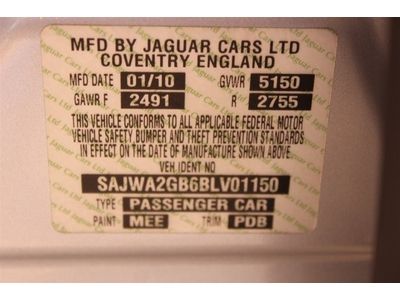 MFD BY JAGUAR CARS LTD
COVENTRY ENGLAND
MFD DATE 01/10 GVWR 5150
GAWR F 2491 R 2755
THIS VEHICLE CONFORMS TO ALL APPLICABLE FEDERAL MOTOR
VEHICLE SAFETY BUMPER AND THEFT PREVENTION STANDARDS
IN EFFECT ON THE DATE OF MANUFACTURE SHOWN ABOVE.
VEH IDENT NO
SAJWA2GB6BLV01150
TYPE PASSENGER CAR
PAINT MEE TRIM PDB